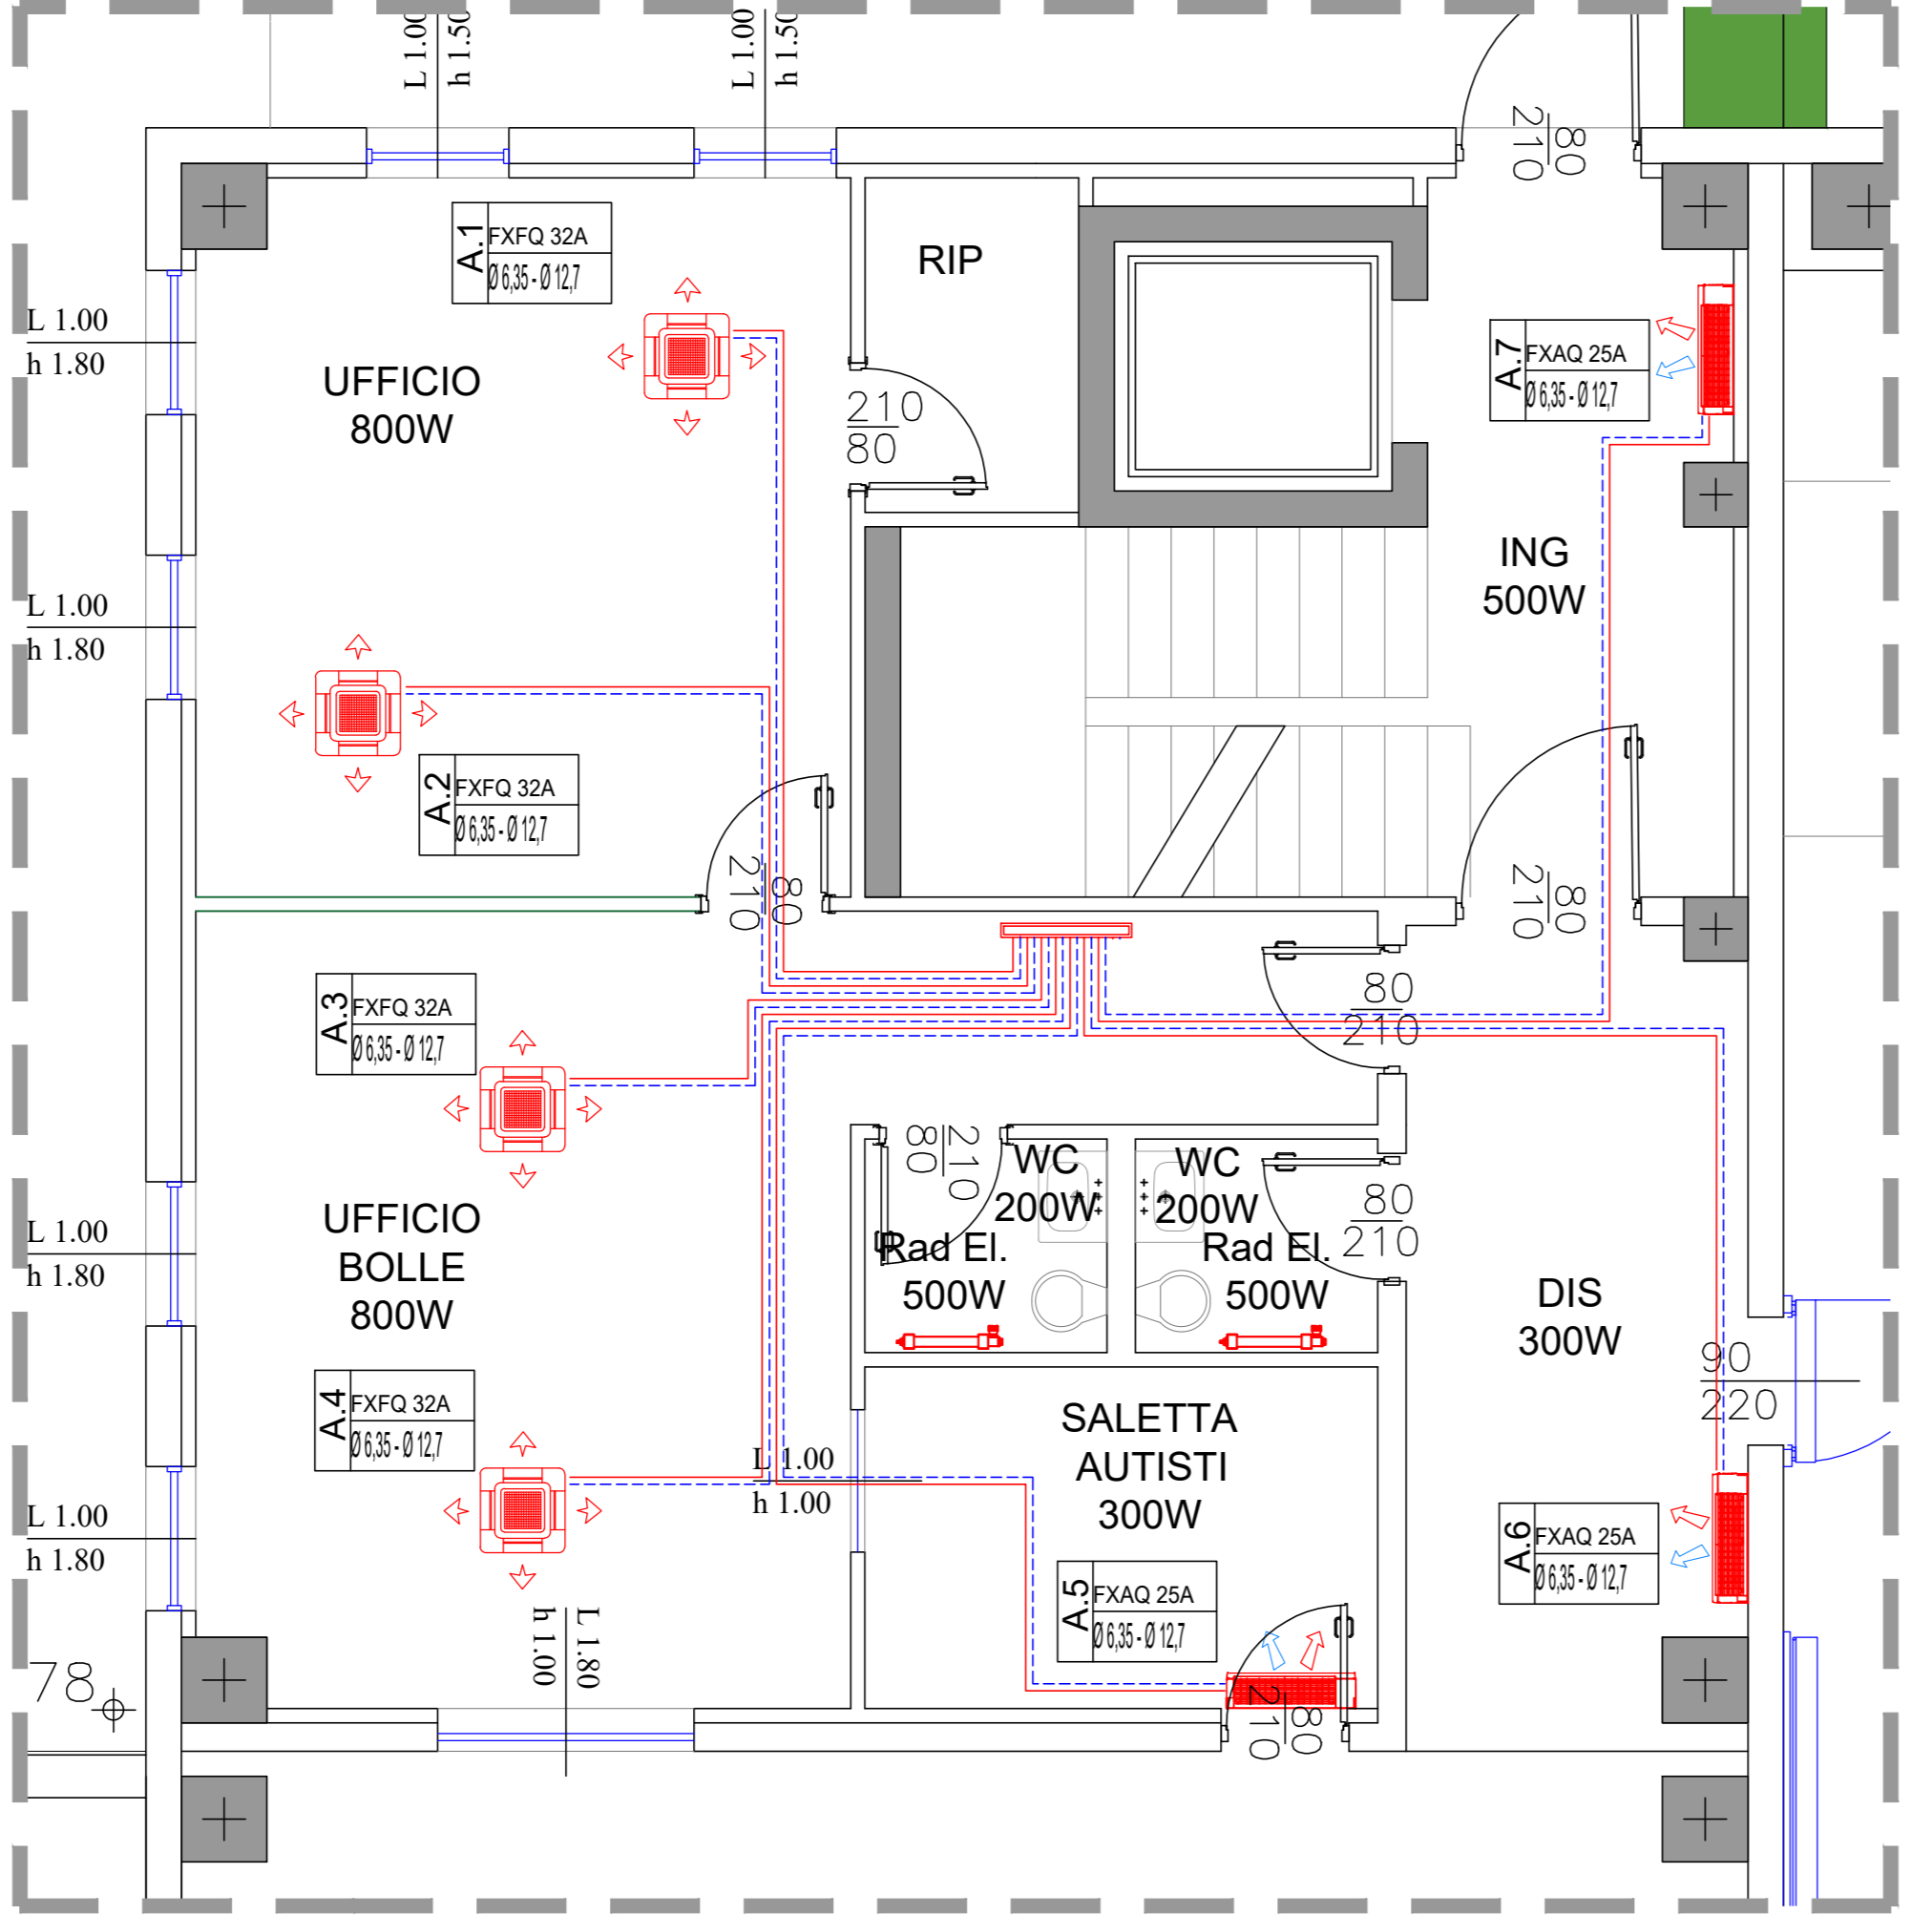 L 1.00
h 1.50
L 1.00
h 1.50
80
210
A.1
FXFQ 32A
Ø 6,35 - Ø 12,7
RIP
L 1.00
h 1.80
UFFICIO
800W
210
80
A.7
FXAQ 25A
Ø 6,35 - Ø 12,7
ING
500W
L 1.00
h 1.80
A.2
FXFQ 32A
Ø 6,35 - Ø 12,7
80
210
80
210
A.3
FXFQ 32A
Ø 6,35 - Ø 12,7
80
210
210
80
WC
200W
Rad El.
500W
WC
200W
Rad El.
500W
80
210
L 1.00
h 1.80
UFFICIO
BOLLE
800W
DIS
300W
90
220
A.4
FXFQ 32A
Ø 6,35 - Ø 12,7
L 1.00
h 1.00
SALETTA
AUTISTI
300W
L 1.00
h 1.80
A.6
FXAQ 25A
Ø 6,35 - Ø 12,7
A.5
FXAQ 25A
Ø 6,35 - Ø 12,7
L 1.80
h 1.00
78
80
210